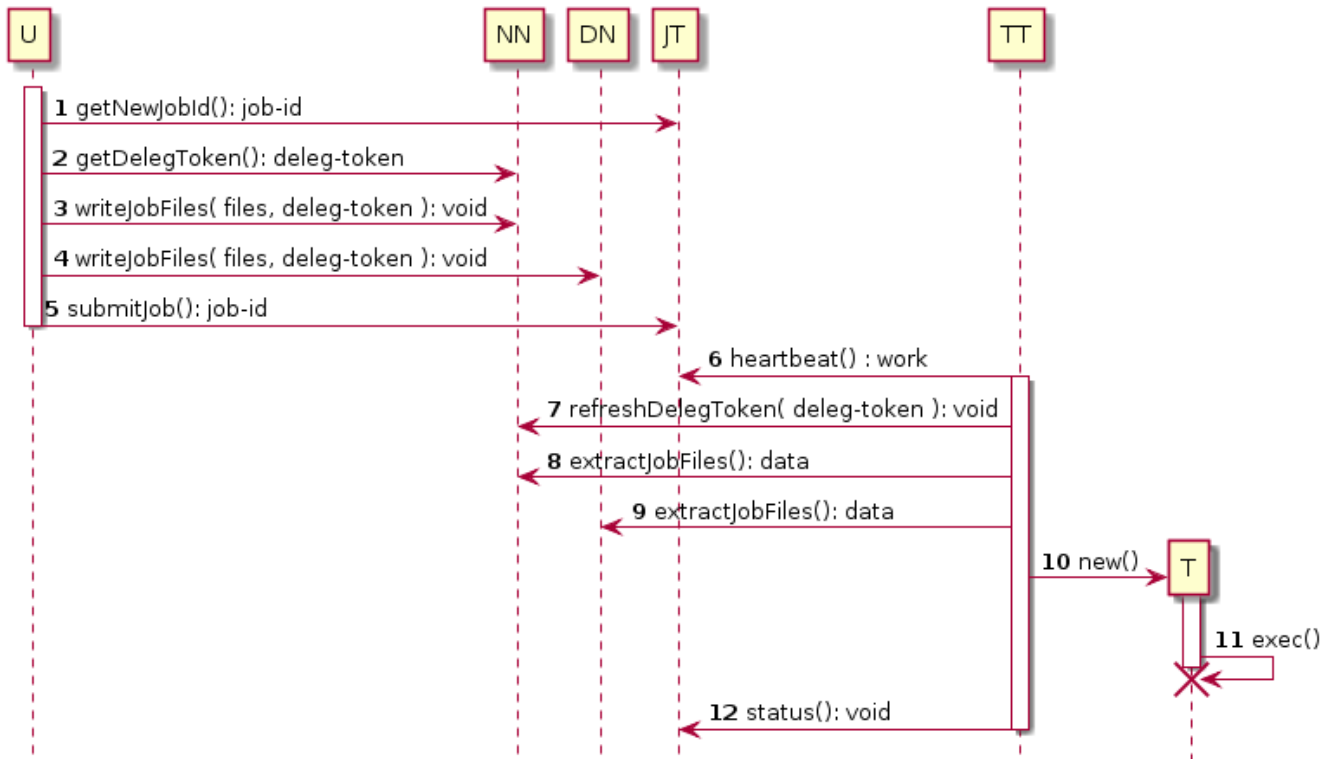 U NN DN JT TT
1 getNewJobId(): job-id
2 getDelegToken(): deleg-token
3 writeJobFiles( files, deleg-token ): void
4 writeJobFiles( files, deleg-token ): void
5 submitJob(): job-id
6 heartbeat() : work
7 refreshDelegToken( deleg-token ): void
8 extractJobFiles(): data
9 extractJobFiles(): data
10 new()
T
11 exec()
12 status(): void